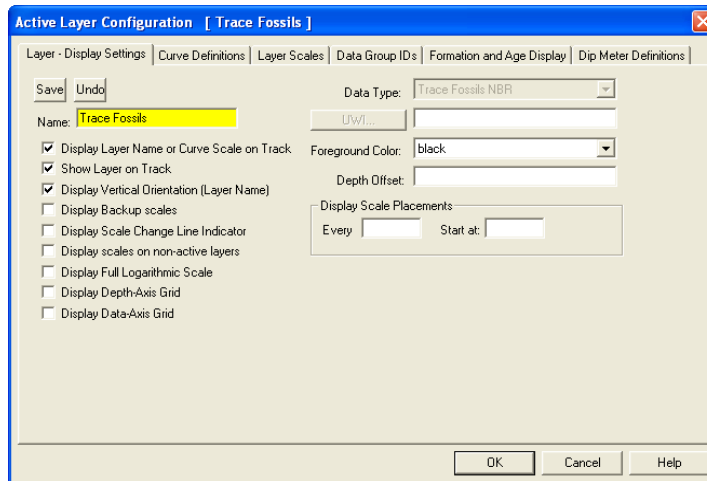 Active Layer Configuration [ Trace Fossils ]
Layer - Display Settings Curve Definitions Layer Scales Data Group IDs Formation and Age Display Dip Meter Definitions
Save Undo
Name: Trace Fossils
Display Layer Name or Curve Scale on Track
Show Layer on Track
Display Vertical Orientation (Layer Name)
Display Backup scales
Display Scale Change Line Indicator
Display scales on non-active layers
Display Full Logarithmic Scale
Display Depth-Axis Grid
Display Data-Axis Grid
Data Type: Trace Fossils NBR
UWI...
Foreground Color: black
Depth Offset:
Display Scale Placements
Every Start at:
OK Cancel Help